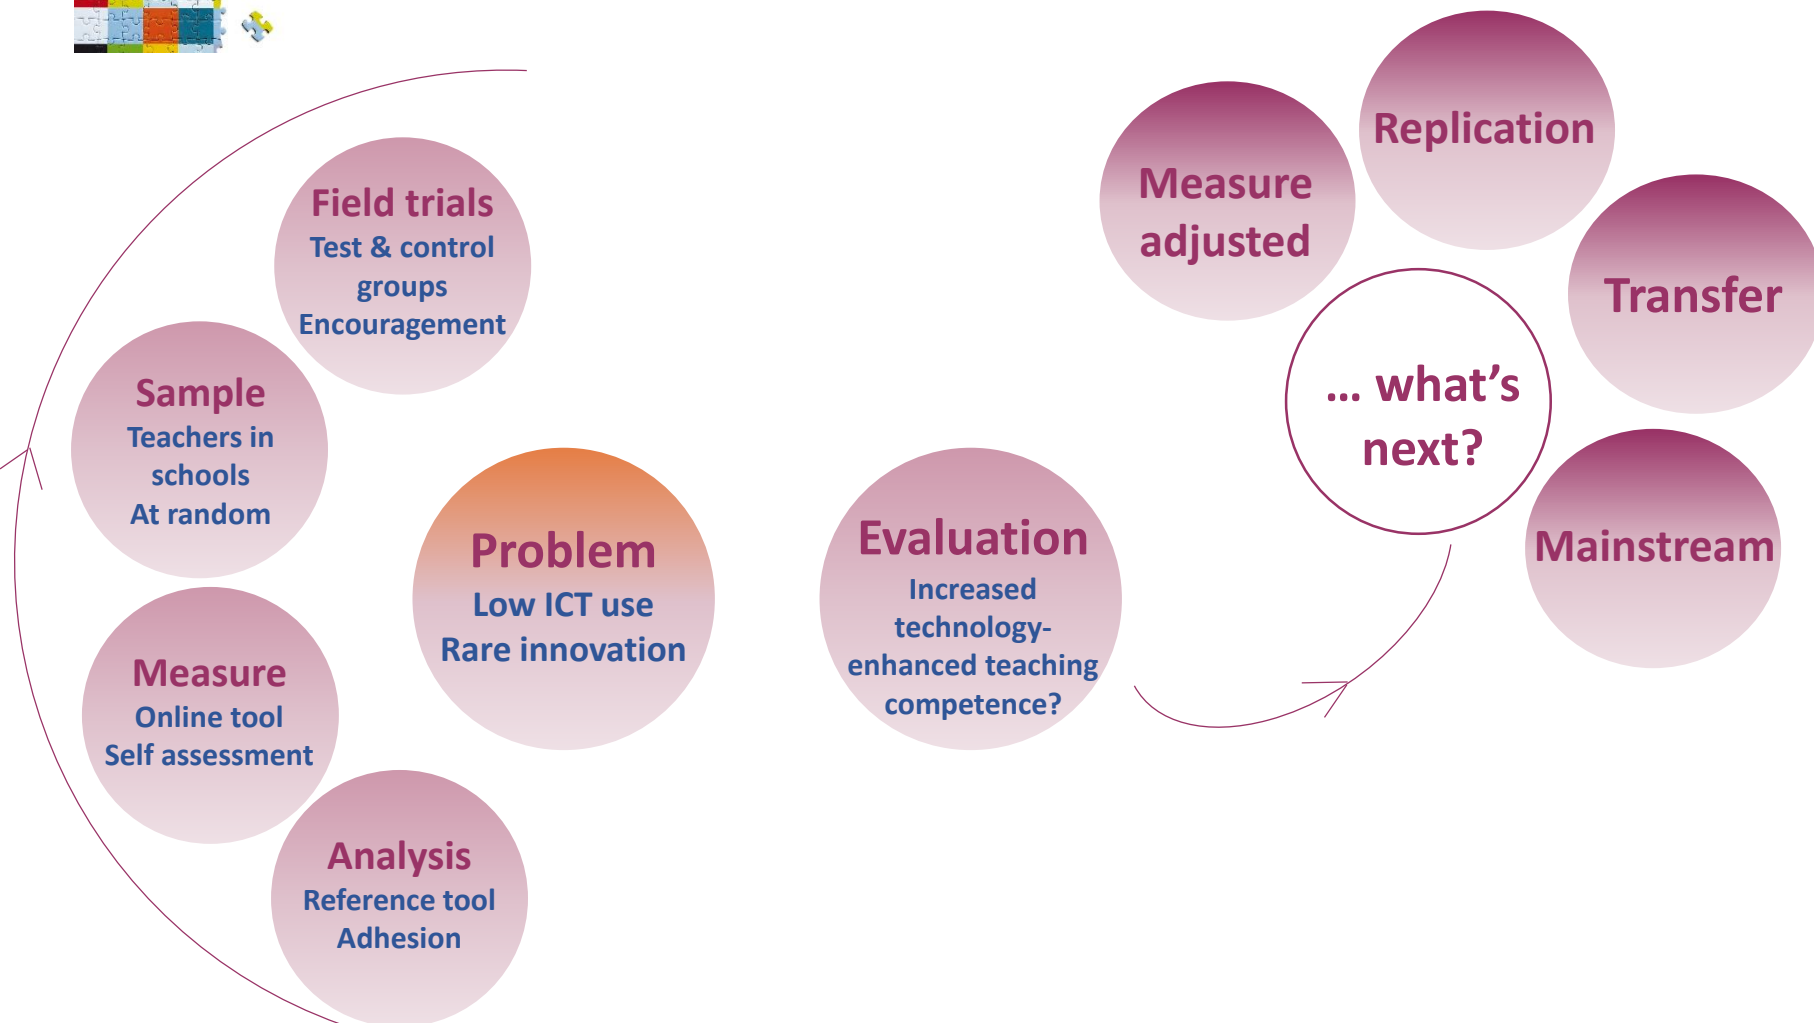 Field trials
Test & control
groups
Encouragement
Sample
Teachers in
schools
At random
Measure
Online tool
Self assessment
Analysis
Reference tool
Adhesion
Problem
Low ICT use
Rare innovation
Evaluation
Increased
technology-
enhanced teaching
competence?
... what’s
next?
Measure
adjusted
Replication
Transfer
Mainstream